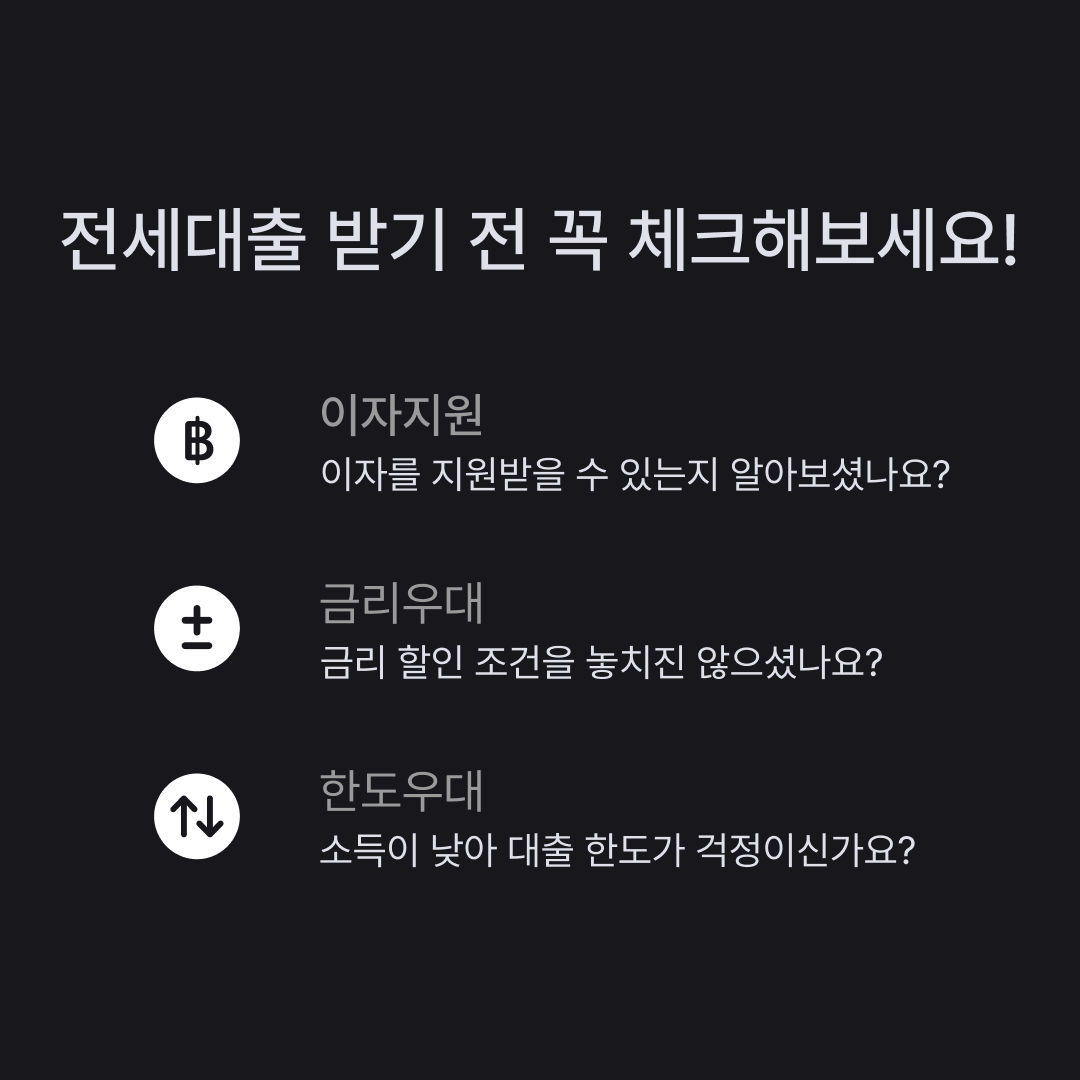 전세대출 받기 전 꼭 체크해보세요!
이자지원
이자를 지원받을 수 있는지 알아보셨나요?
금리우대
금리 할인 조건을 놓치진 않으셨나요?
한도우대
소득이 낮아 대출 한도가 걱정이신가요?